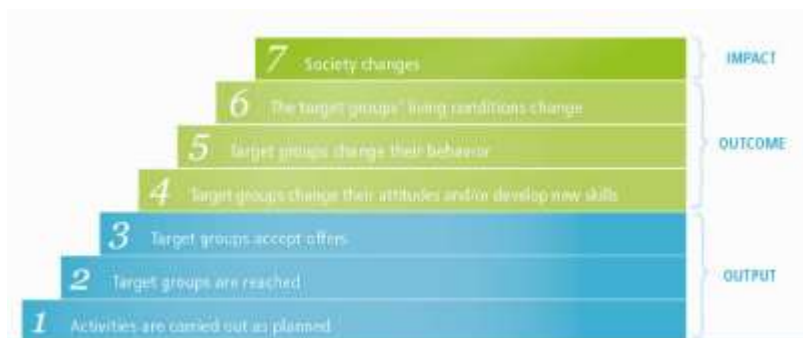 7 Society changes
IMPACT
6 The target groups' living conditions change
5 Target groups change their behavior
OUTCOME
4 Target groups change their attitudes and/or develop new skills
3 Target groups accept offers
2 Target groups are reached
OUTPUT
1 Activities are carried out as planned